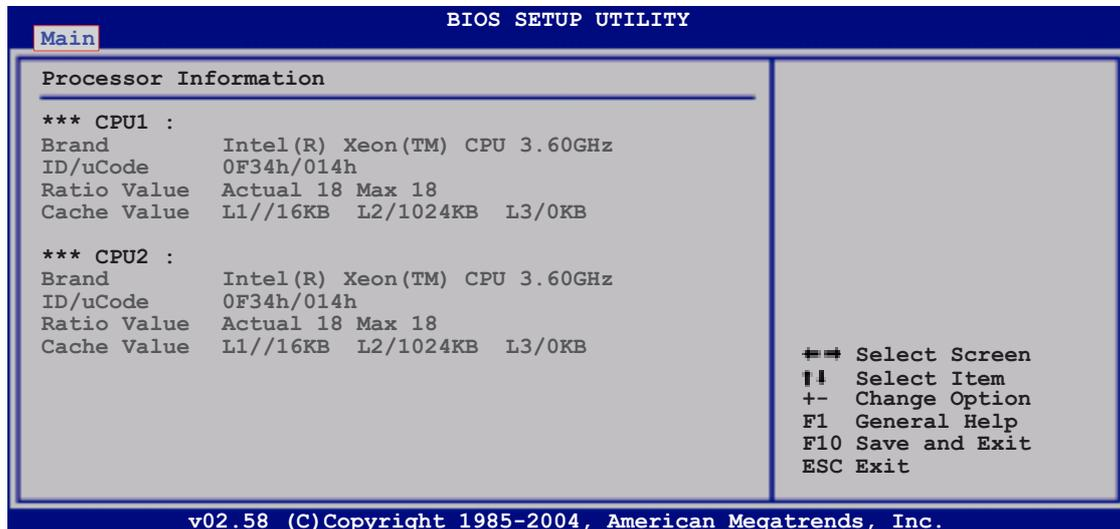 BIOS SETUP UTILITY
Main
Processor Information
*** CPU1 :
Brand Intel(R) Xeon(TM) CPU 3.60GHz
ID/uCode 0F34h/014h
Ratio Value Actual 18 Max 18
Cache Value L1//16KB L2/1024KB L3/0KB
*** CPU2 :
Brand Intel(R) Xeon(TM) CPU 3.60GHz
ID/uCode 0F34h/014h
Ratio Value Actual 18 Max 18
Cache Value L1//16KB L2/1024KB L3/0KB
←→ Select Screen
↑↓ Select Item
+- Change Option
F1 General Help
F10 Save and Exit
ESC Exit
v02.58 (C)Copyright 1985-2004, American Megatrends, Inc.